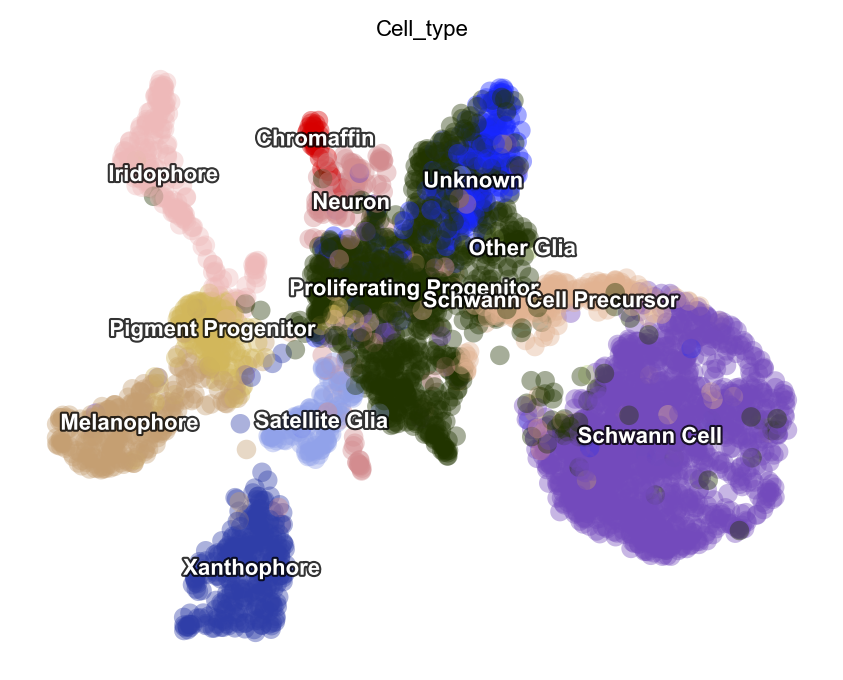 Cell_type
Chromaffin
Iridophore
Unknown
Neuron
Other Glia
Proliferating Progenitor
Schwann Cell Precursor
Pigment Progenitor
Melanophore
Satellite Glia
Schwann Cell
Xanthophore